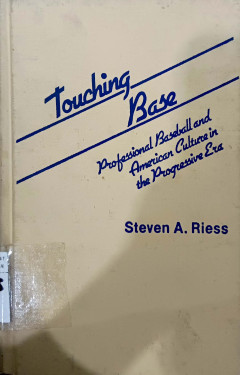 Touching
Base
Professional Baseball and
American Culture in
the Progressive Era
Steven A. Riess